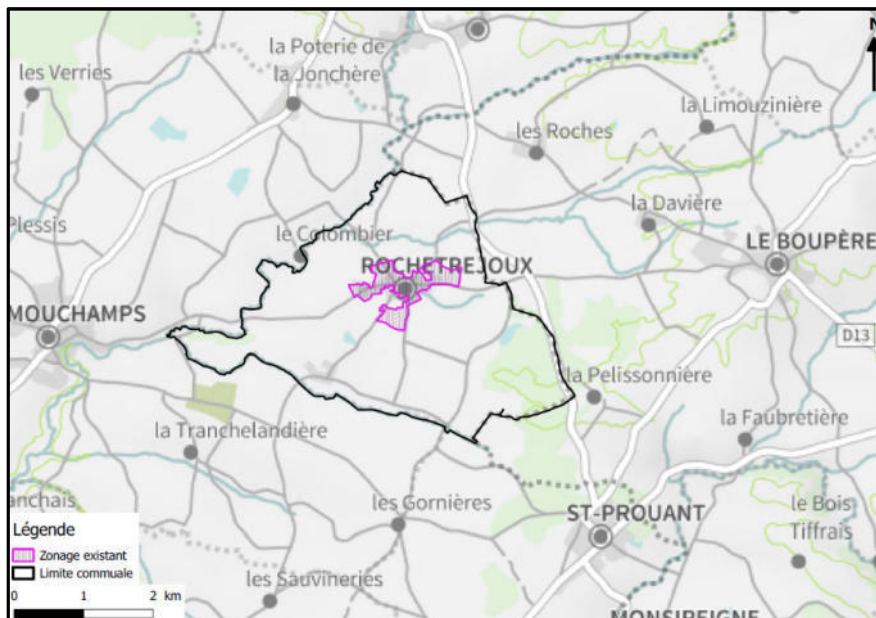 N
la Poterie de
la Jonchère
les Verries
la Limouzinière
les Roches
la Davière
Plessis
le Colombier
LE BOUPÈRE
ROCHETREJOUX
MOUCHAMPS
D13
la Pelissonnière
la Faubretière
la Tranchelandière
anchais
les Gornières
le Bois
Tiffrais
ST-PROUANT
Légende
Zonage existant
Limite commuale
les Sauvineries
0 1 2 km
MONSIREIGNE